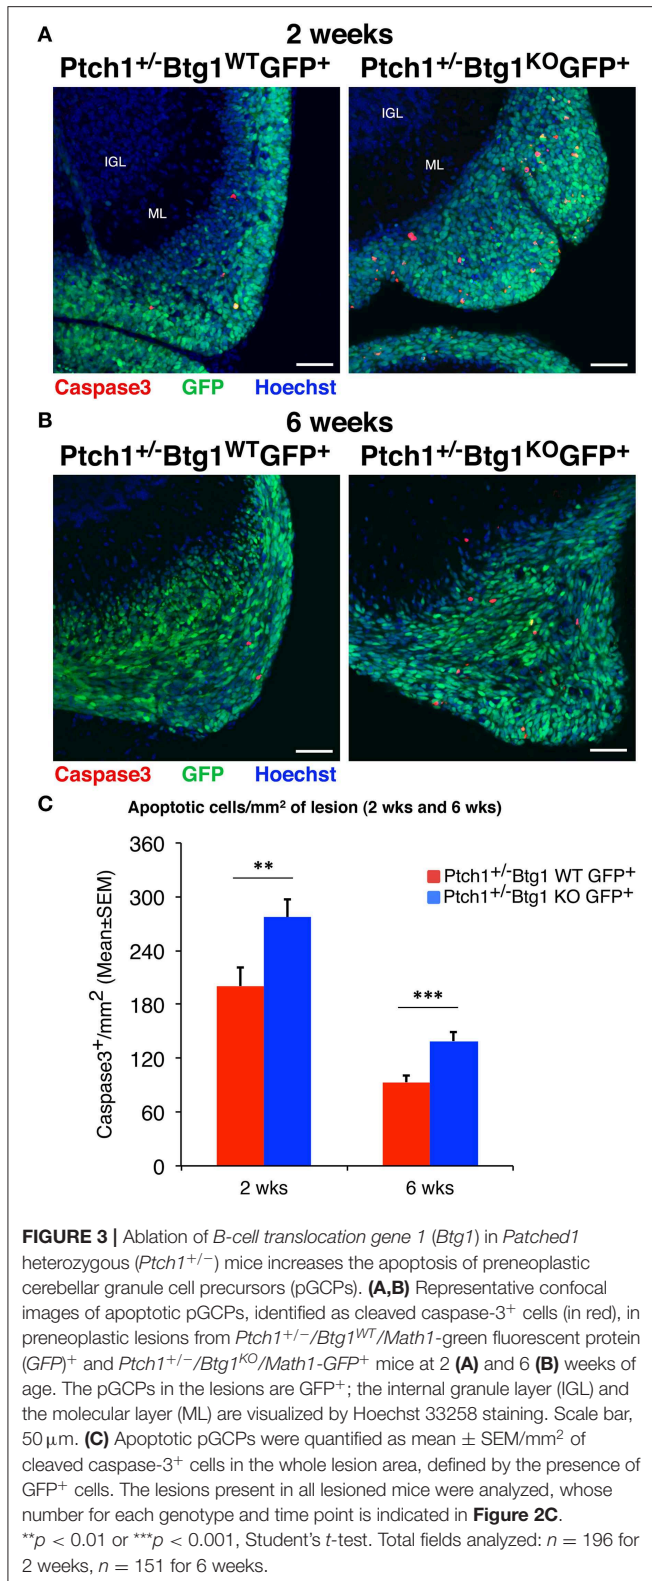 A
2 weeks
Ptch1+/-Btg1WTGFP+ Ptch1+/-Btg1KOGFP+
IGL
ML
IGL
ML
Caspase3 GFP Hoechst
B
6 weeks
Ptch1+/-Btg1WTGFP+ Ptch1+/-Btg1KOGFP+
Caspase3 GFP Hoechst
C
Apoptotic cells/mm² of lesion (2 wks and 6 wks)
Caspase3+/mm² (Mean±SEM)
360
300
240
180
120
60
0
**
***
Ptch1+/-Btg1 WT GFP+
Ptch1+/-Btg1 KO GFP+
2 wks 6 wks
FIGURE 3 | Ablation of B-cell translocation gene 1 (Btg1) in Patched1
heterozygous (Ptch1+/−) mice increases the apoptosis of preneoplastic
cerebellar granule cell precursors (pGCPs). (A,B) Representative confocal
images of apoptotic pGCPs, identified as cleaved caspase-3+ cells (in red), in
preneoplastic lesions from Ptch1+/−/Btg1WT/Math1-green fluorescent protein
(GFP)+ and Ptch1+/−/Btg1KO/Math1-GFP+ mice at 2 (A) and 6 (B) weeks of
age. The pGCPs in the lesions are GFP+; the internal granule layer (IGL) and
the molecular layer (ML) are visualized by Hoechst 33258 staining. Scale bar,
50 μm. (C) Apoptotic pGCPs were quantified as mean ± SEM/mm² of
cleaved caspase-3+ cells in the whole lesion area, defined by the presence of
GFP+ cells. The lesions present in all lesioned mice were analyzed, whose
number for each genotype and time point is indicated in Figure 2C.
**p < 0.01 or ***p < 0.001, Student's t-test. Total fields analyzed: n = 196 for
2 weeks, n = 151 for 6 weeks.